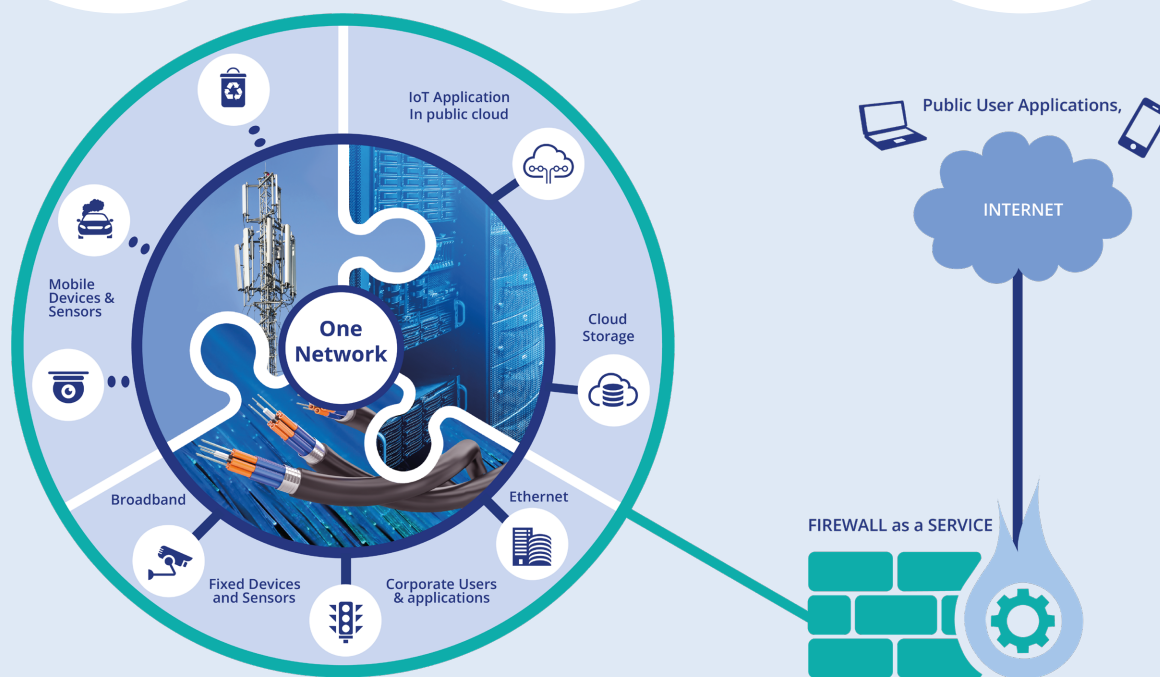 IoT Application
In public cloud
Public User Applications,
INTERNET
Mobile
Devices &
Sensors
One
Network
Cloud
Storage
Broadband
Ethernet
Fixed Devices
and Sensors
Corporate Users
& applications
FIREWALL as a SERVICE